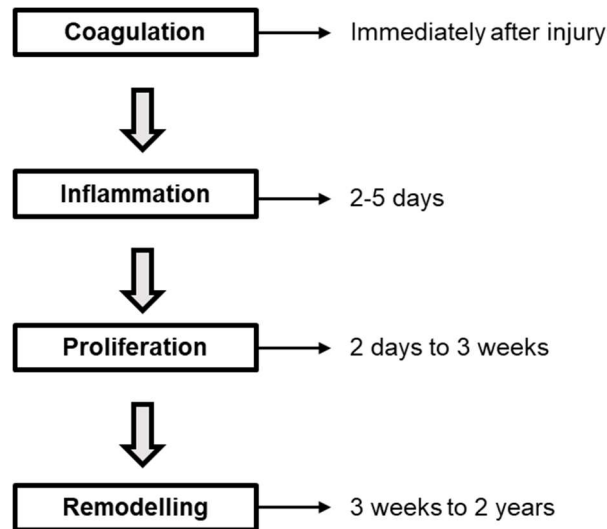 Coagulation
Immediately after injury
Inflammation
2-5 days
Proliferation
2 days to 3 weeks
Remodelling
3 weeks to 2 years